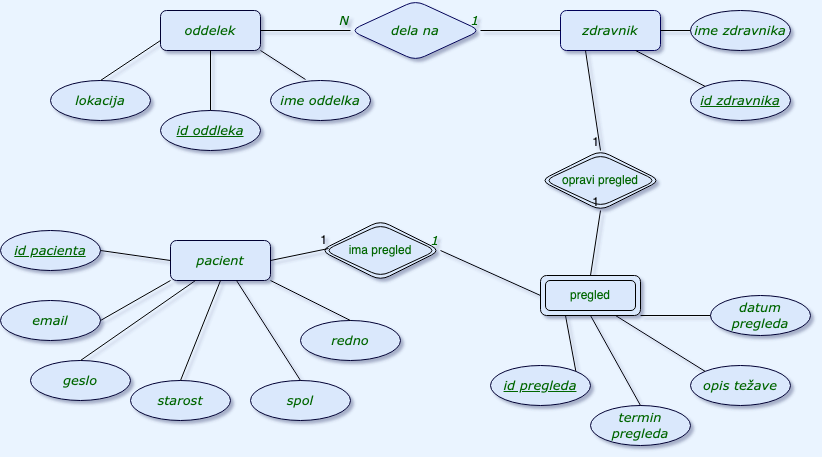 oddelek
N
dela na
1
zdravnik
ime zdravnika
lokacija
id oddleka
ime oddelka
id zdravnika
1
opravi pregled
1
id pacienta
pacient
1
ima pregled
1
pregled
email
geslo
starost
spol
redno
datum
pregleda
id pregleda
opis težave
termin
pregleda